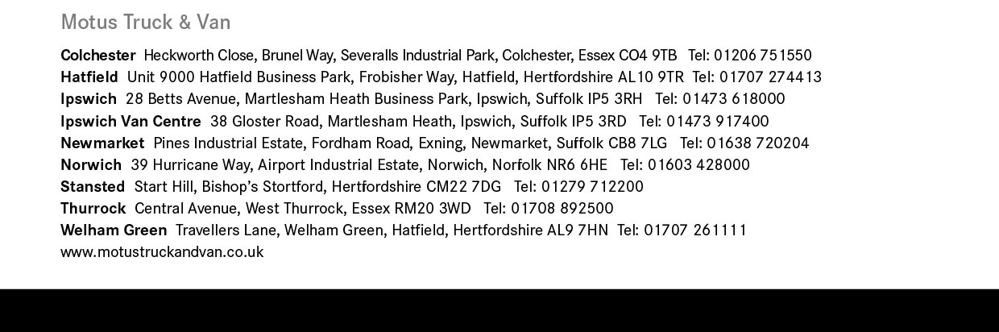 Motus Truck & Van
Colchester Heckworth Close, Brunel Way, Severalls Industrial Park, Colchester, Essex CO4 9TB Tel: 01206 751550
Hatfield Unit 9000 Hatfield Business Park, Frobisher Way, Hatfield, Hertfordshire AL10 9TR Tel: 01707 274413
Ipswich 28 Betts Avenue, Martlesham Heath Business Park, Ipswich, Suffolk IP5 3RH Tel: 01473 618000
Ipswich Van Centre 38 Gloster Road, Martlesham Heath, Ipswich, Suffolk IP5 3RD Tel: 01473 917400
Newmarket Pines Industrial Estate, Fordham Road, Exning, Newmarket, Suffolk CB8 7LG Tel: 01638 720204
Norwich 39 Hurricane Way, Airport Industrial Estate, Norwich, Norfolk NR6 6HE Tel: 01603 428000
Stansted Start Hill, Bishop's Stortford, Hertfordshire CM22 7DG Tel: 01279 712200
Thurrock Central Avenue, West Thurrock, Essex RM20 3WD Tel: 01708 892500
Welham Green Travellers Lane, Welham Green, Hatfield, Hertfordshire AL9 7HN Tel: 01707 261111
www.motustruckandvan.co.uk